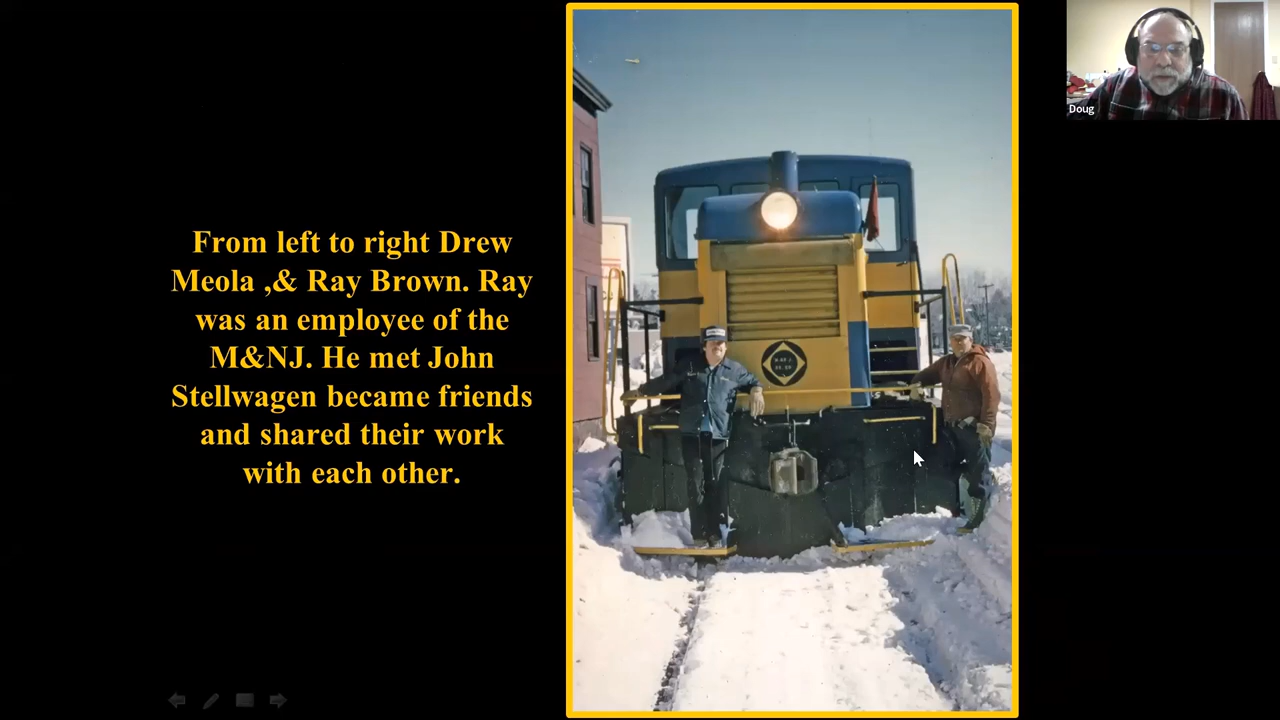 From left to right Drew
Meola ,& Ray Brown. Ray
was an employee of the
M&NJ. He met John
Stellwagen became friends
and shared their work
with each other.
Doug